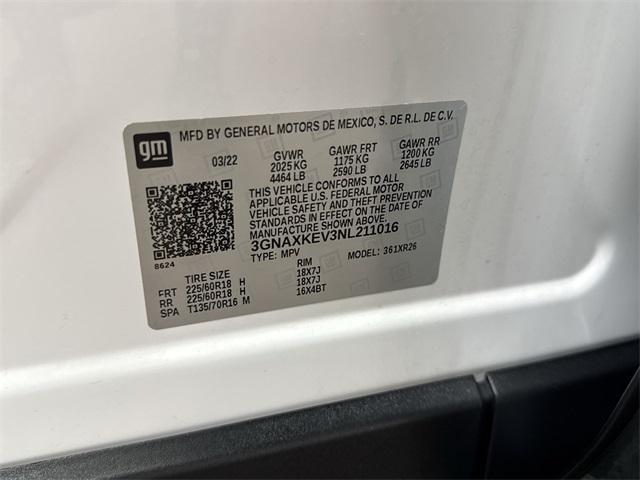 gm MFD BY GENERAL MOTORS DE MEXICO, S. DE R.L. DE C.V.
03/22 GVWR GAWR FRT GAWR RR
2025 KG 1175 KG 1200 KG
4464 LB 2590 LB 2645 LB
THIS VEHICLE CONFORMS TO ALL
APPLICABLE U.S. FEDERAL MOTOR
VEHICLE SAFETY AND THEFT PREVENTION
STANDARDS IN EFFECT ON THE DATE OF
MANUFACTURE SHOWN ABOVE.
3GNAXKEV3NL211016
8624 TYPE: MPV MODEL: 361XR26
TIRE SIZE RIM
FRT 225/60R18 H 18X7J
RR 225/60R18 H 18X7J
SPA T135/70R16 M 16X4BT